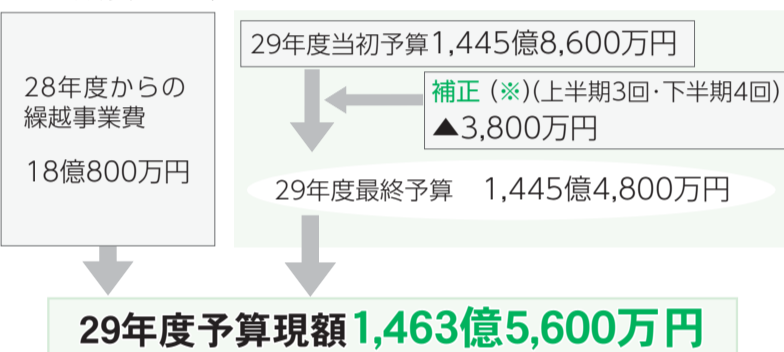 28年度からの
繰越事業費
18億800万円
29年度当初予算1,445億8,600万円
補正（※）（上半期3回・下半期4回）
▲3,800万円
29年度最終予算　1,445億4,800万円
29年度予算現額1,463億5,600万円